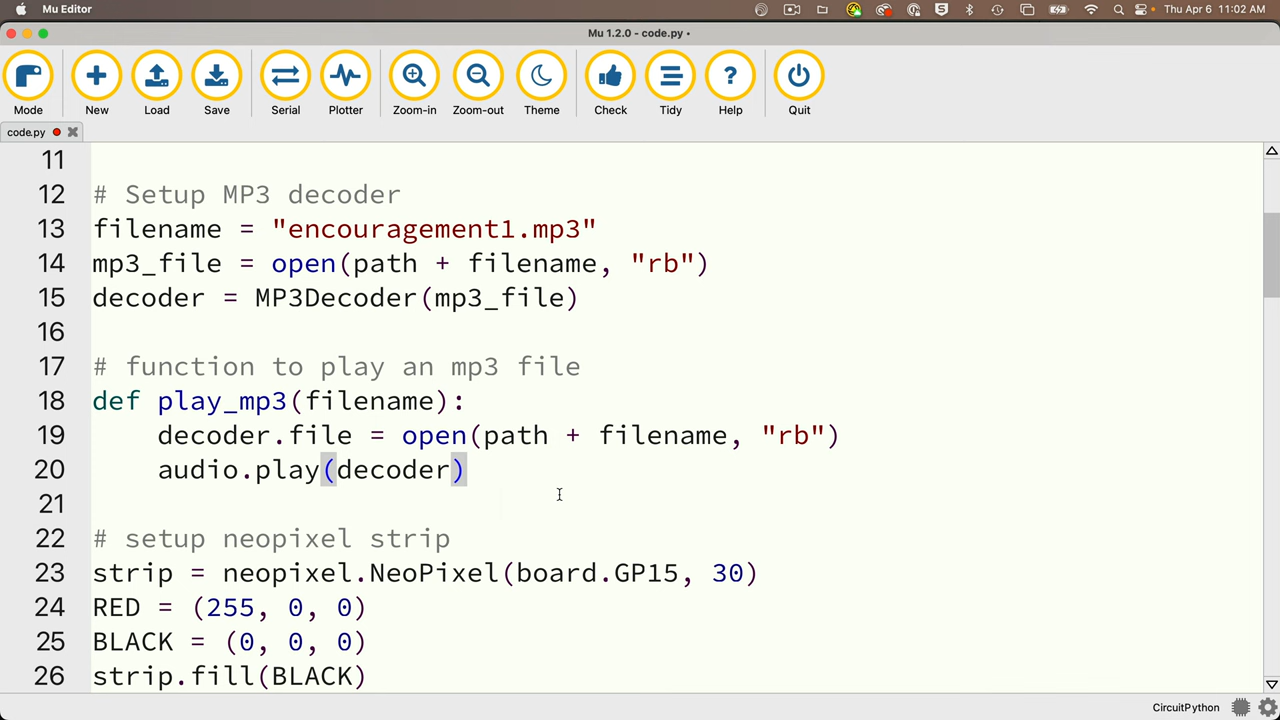 Mu Editor
Thu Apr 6 11:02 AM
Mu 1.2.0 - code.py •
Mode New Load Save Serial Plotter Zoom-in Zoom-out Theme Check Tidy Help Quit
code.py
11
12 # Setup MP3 decoder
13 filename = "encouragement1.mp3"
14 mp3_file = open(path + filename, "rb")
15 decoder = MP3Decoder(mp3_file)
16
17 # function to play an mp3 file
18 def play_mp3(filename):
19     decoder.file = open(path + filename, "rb")
20     audio.play(decoder)
21
22 # setup neopixel strip
23 strip = neopixel.NeoPixel(board.GP15, 30)
24 RED = (255, 0, 0)
25 BLACK = (0, 0, 0)
26 strip.fill(BLACK)
CircuitPython